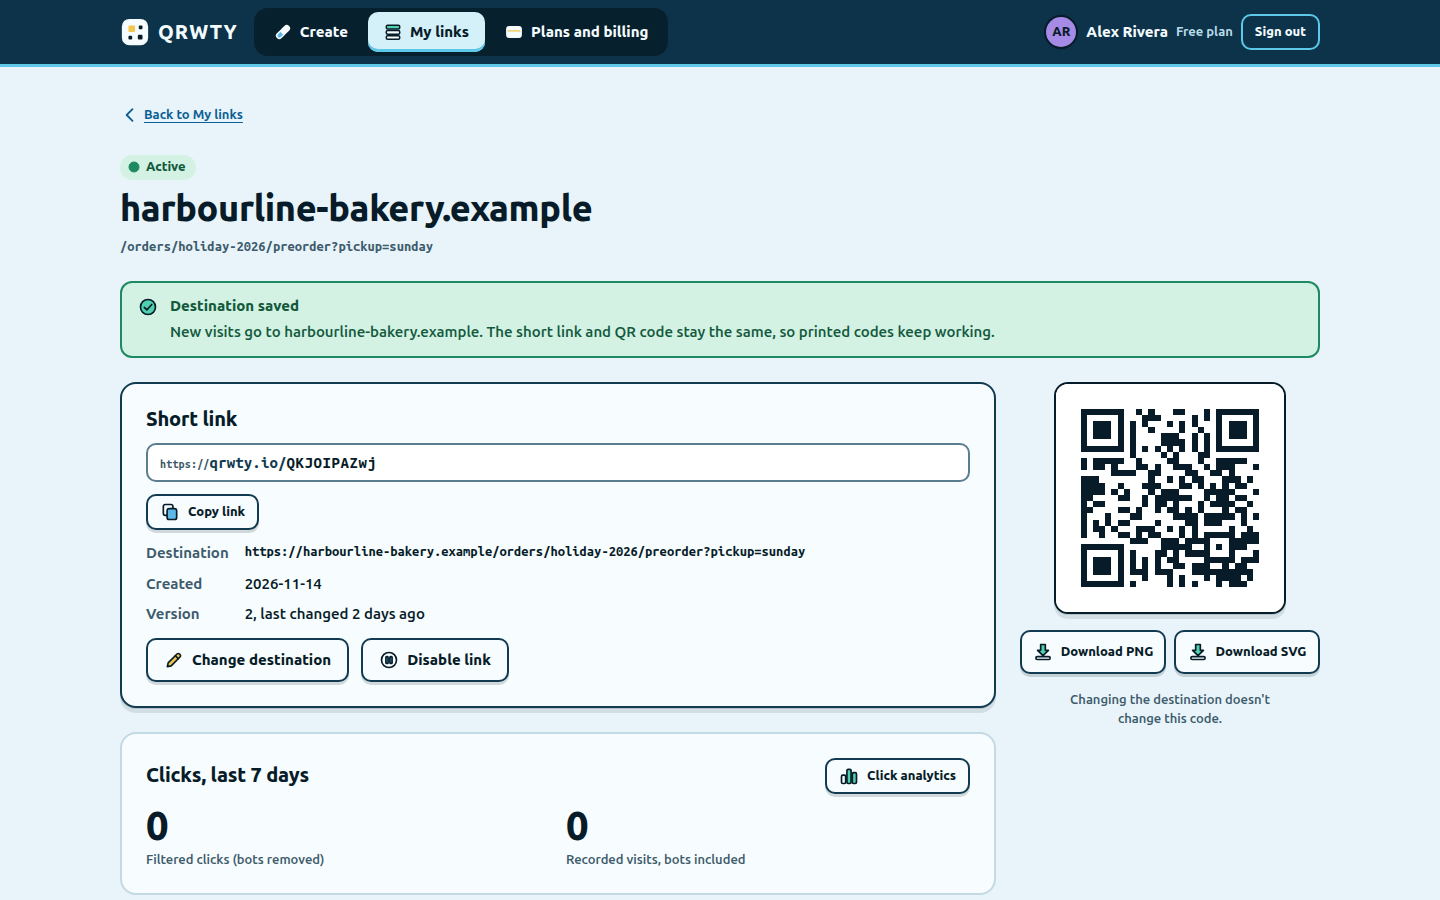 QRWTY
Create
My links
Plans and billing
AR
Alex Rivera
Free plan
Sign out
Back to My links
Active
harbourline-bakery.example
/orders/holiday-2026/preorder?pickup=sunday
Destination saved
New visits go to harbourline-bakery.example. The short link and QR code stay the same, so printed codes keep working.
Short link
https://qrwty.io/QKJOIPAZwj
Copy link
Destination https://harbourline-bakery.example/orders/holiday-2026/preorder?pickup=sunday
Created 2026-11-14
Version 2, last changed 2 days ago
Change destination
Disable link
Download PNG
Download SVG
Changing the destination doesn't
change this code.
Clicks, last 7 days
Click analytics
0
Filtered clicks (bots removed)
0
Recorded visits, bots included